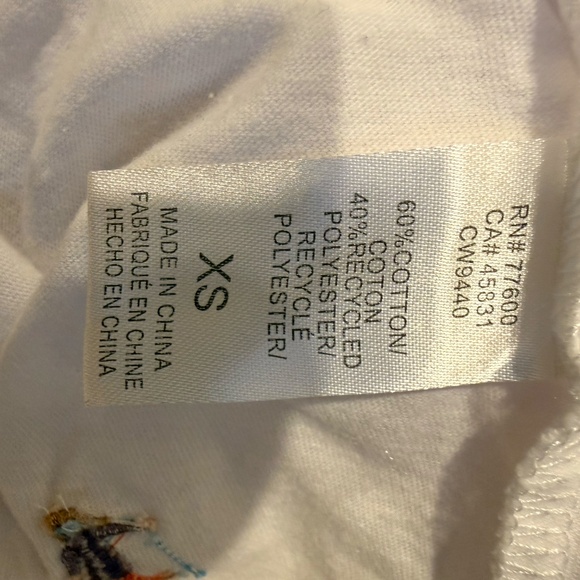 RN# 77600
CA# 45831
CW9440
60%COTTON/
COTON
40%RECYCLED
POLYESTER/
RECYCLÉ
POLYESTER/
XS
MADE IN CHINA
FABRIQUÉ EN CHINE
HECHO EN CHINA